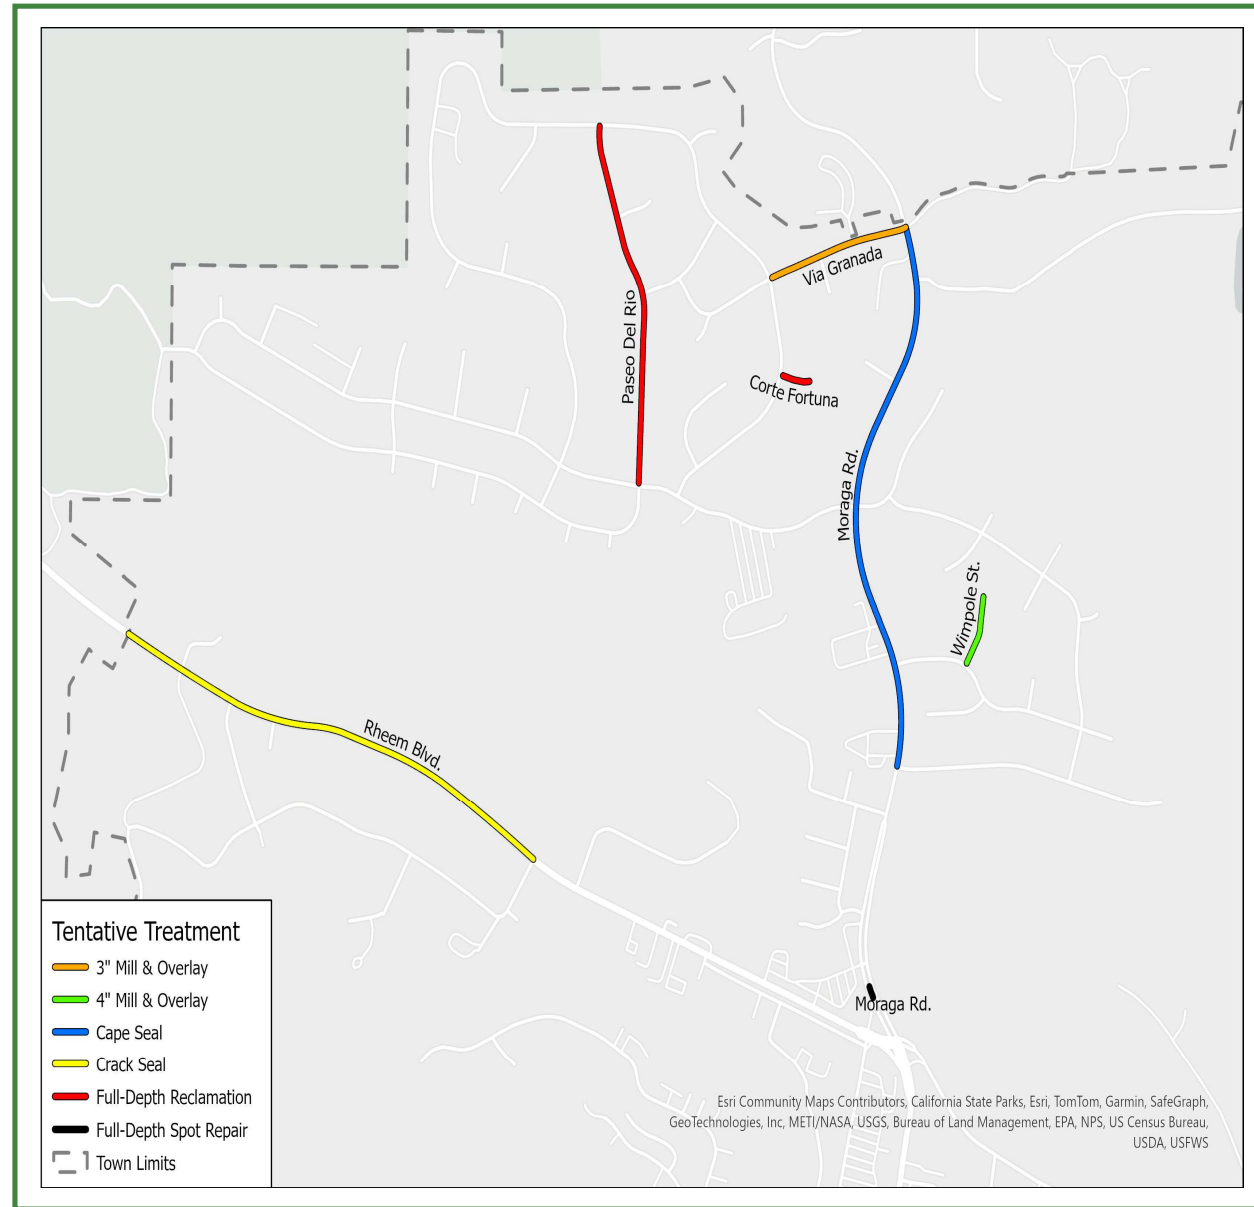 Via Granada
Paseo Del Rio
Corte Fortuna
Moraga Rd.
Wimpole St.
Rheem Blvd.
Moraga Rd.
Tentative Treatment
3" Mill & Overlay
4" Mill & Overlay
Cape Seal
Crack Seal
Full-Depth Reclamation
Full-Depth Spot Repair
Town Limits
Esri Community Maps Contributors, California State Parks, Esri, TomTom, Garmin, SafeGraph,
GeoTechnologies, Inc, METI/NASA, USGS, Bureau of Land Management, EPA, NPS, US Census Bureau,
USDA, USFWS